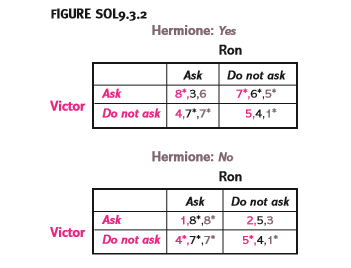 FIGURE SOL9.3.2
Hermione: Yes
Ron
Ask Do not ask
Victor
Ask 8*,3,6 7*,6*,5*
Do not ask 4,7*,7* 5,4,1*
Hermione: No
Ron
Ask Do not ask
Victor
Ask 1,8*,8* 2,5,3
Do not ask 4*,7*,7* 5*,4,1*